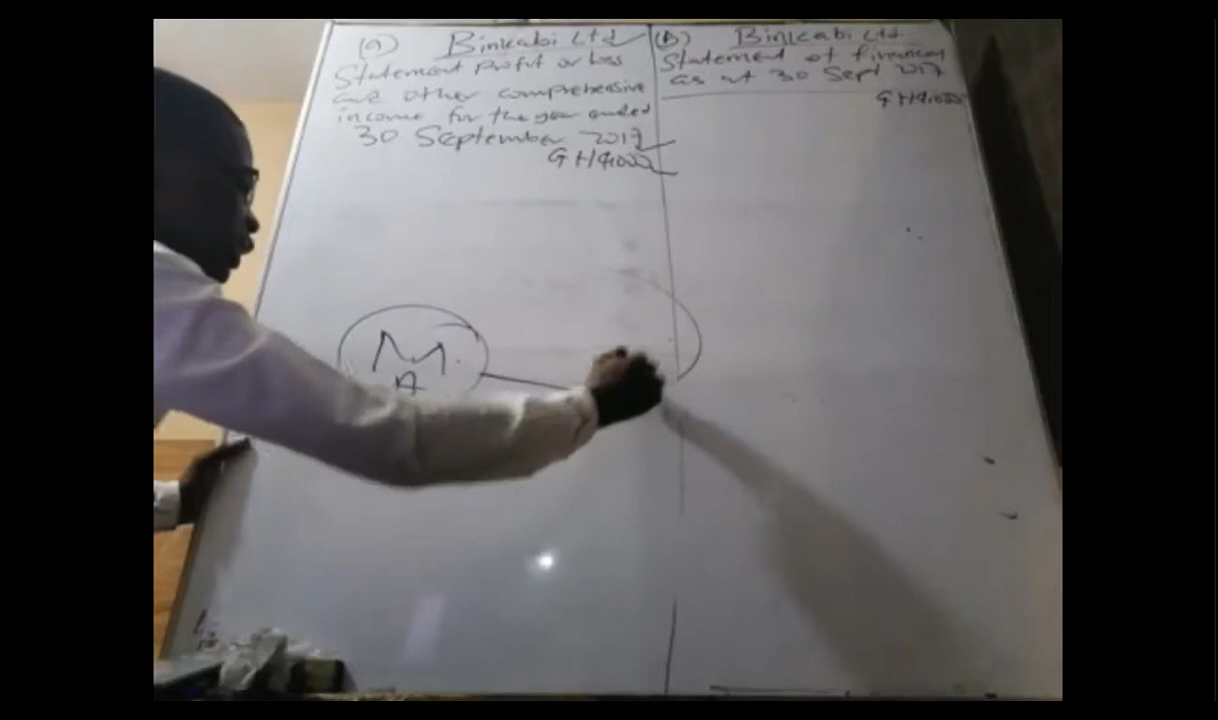 (a) Binkabi Ltd
Statement Profit or loss
and other comprehensive
income for the year ended
30 September 2017
GH¢000
(b) Binkabi Ltd
Statement of financial
as at 30 Sept 2017
GH¢000
M
A